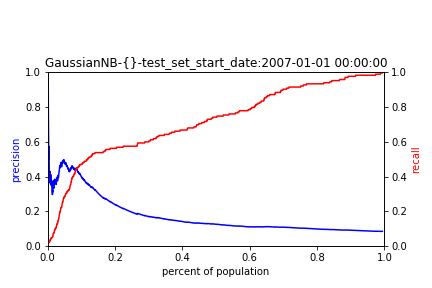 GaussianNB-{}-test_set_start_date:2007-01-01 00:00:00
1.0
0.8
0.6
0.4
0.2
0.0
precision
1.0
0.8
0.6
0.4
0.2
0.0
recall
0.0 0.2 0.4 0.6 0.8 1.0
percent of population